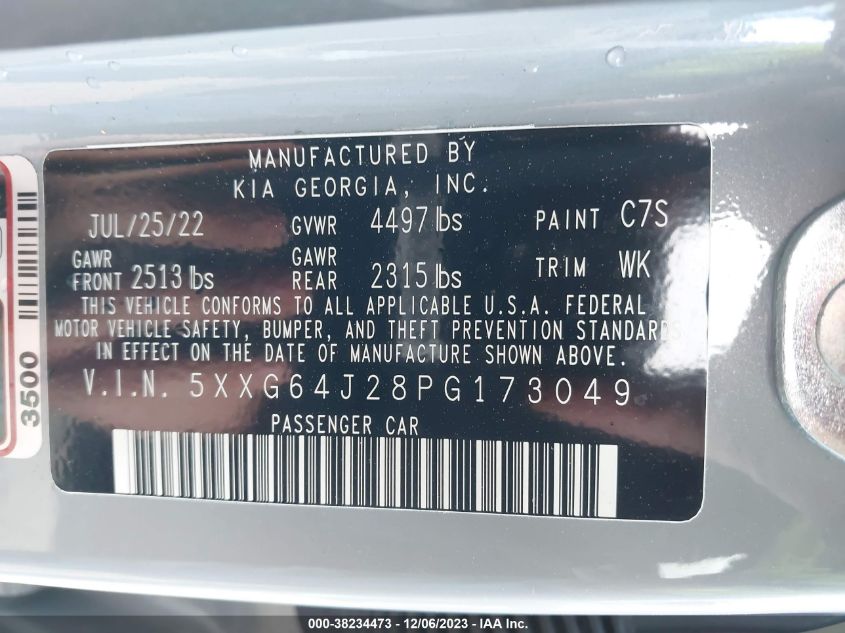 MANUFACTURED BY
KIA GEORGIA, INC.
JUL/25/22 GVWR 4497 lbs PAINT C7S
GAWR FRONT 2513 lbs GAWR REAR 2315 lbs TRIM WK
THIS VEHICLE CONFORMS TO ALL APPLICABLE U.S.A. FEDERAL
MOTOR VEHICLE SAFETY, BUMPER, AND THEFT PREVENTION STANDARDS
IN EFFECT ON THE DATE OF MANUFACTURE SHOWN ABOVE.
V.I.N. 5XXG64J28PG173049
PASSENGER CAR
3500
000-38234473 - 12/06/2023 - IAA Inc.